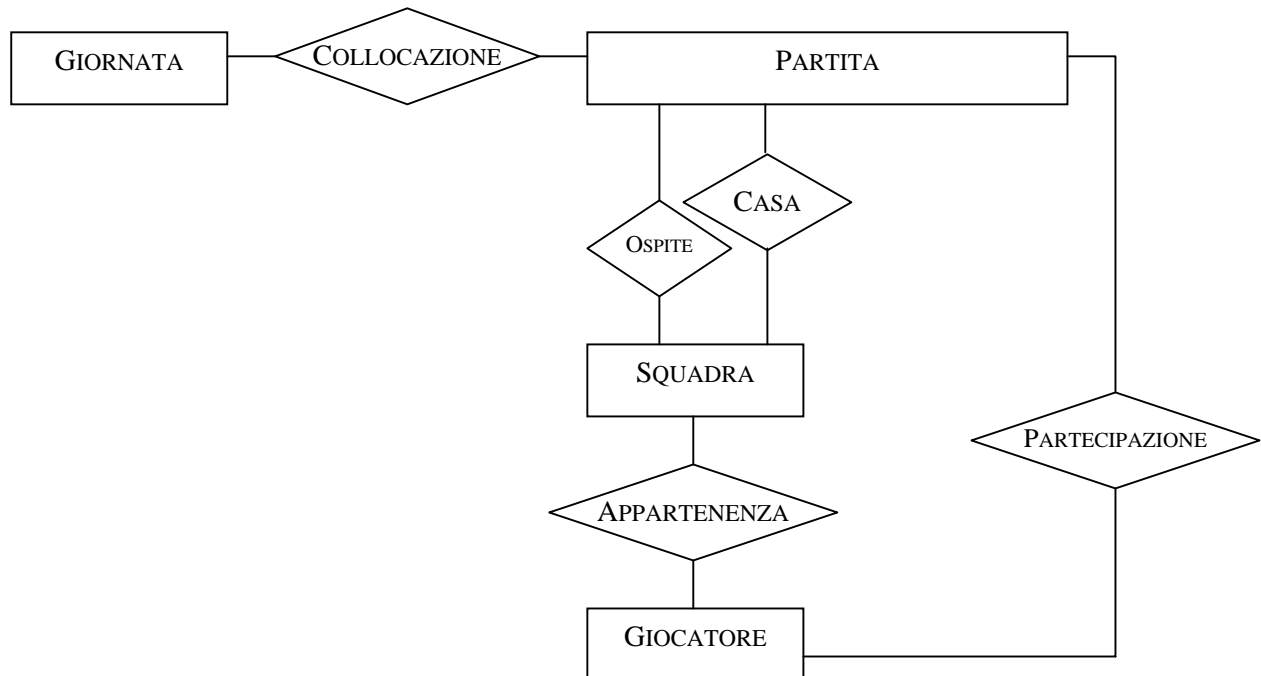 GIORNATA
COLLOCAZIONE
PARTITA
CASA
OSPITE
SQUADRA
PARTECIPAZIONE
APPARTENENZA
GIOCATORE